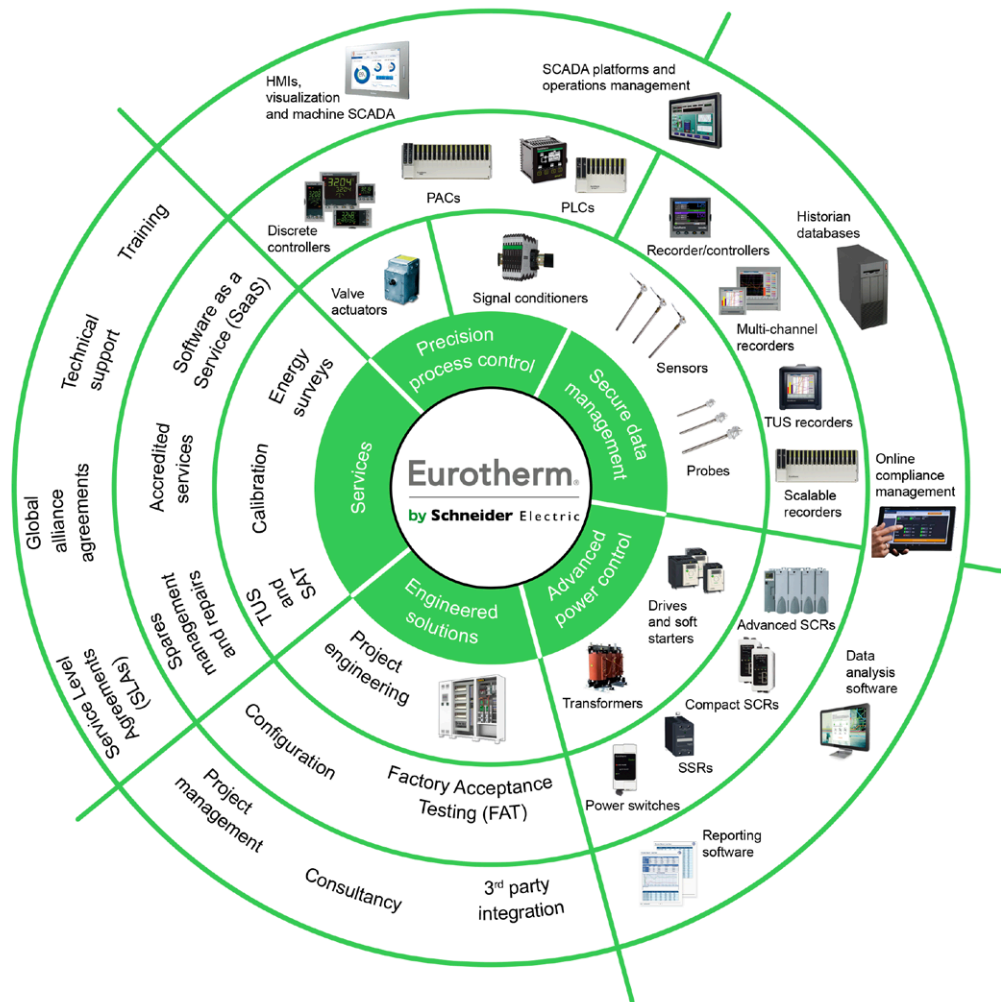 HMIs,
visualization
and machine SCADA
SCADA platforms and
operations management
Historian
databases
Online
compliance
management
Data
analysis
software
Reporting
software
3rd party
integration
Consultancy
Project
management
Service Level
Agreements
(SLAs)
Global
alliance
agreements
Technical
support
Training
Discrete
controllers
PACs
PLCs
Recorder/controllers
Multi-channel
recorders
TUS recorders
Scalable
recorders
Advanced SCRs
Compact SCRs
SSRs
Power switches
Factory Acceptance
Testing (FAT)
Configuration
Spares
management
and repairs
Accredited
services
Software as a
Service (SaaS)
Valve
actuators
Signal conditioners
Sensors
Probes
Drives
and soft
starters
Transformers
Project
engineering
TUS
and
SAT
Calibration
Energy
surveys
Precision
process control
Secure data
management
Advanced
power control
Engineered
solutions
Services
Eurotherm®
by Schneider Electric